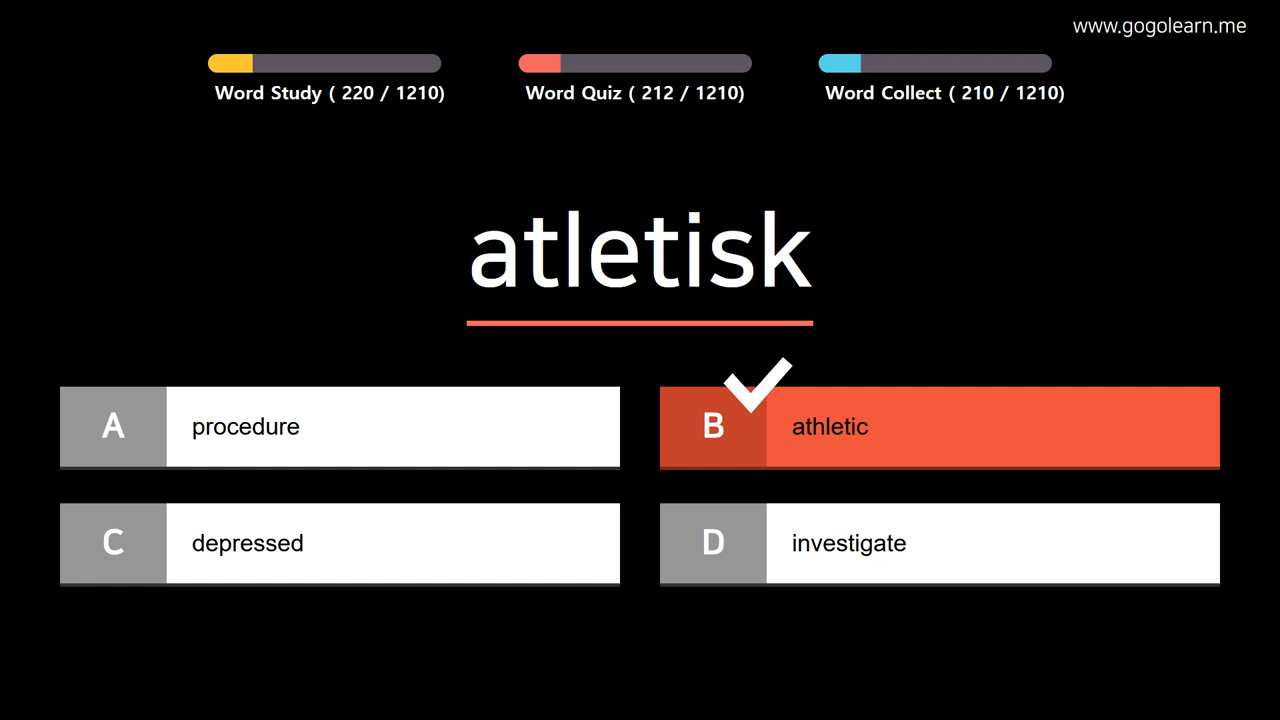 www.gogolearn.me
Word Study ( 220 / 1210)
Word Quiz ( 212 / 1210)
Word Collect ( 210 / 1210)
atletisk
A procedure
B athletic
C depressed
D investigate